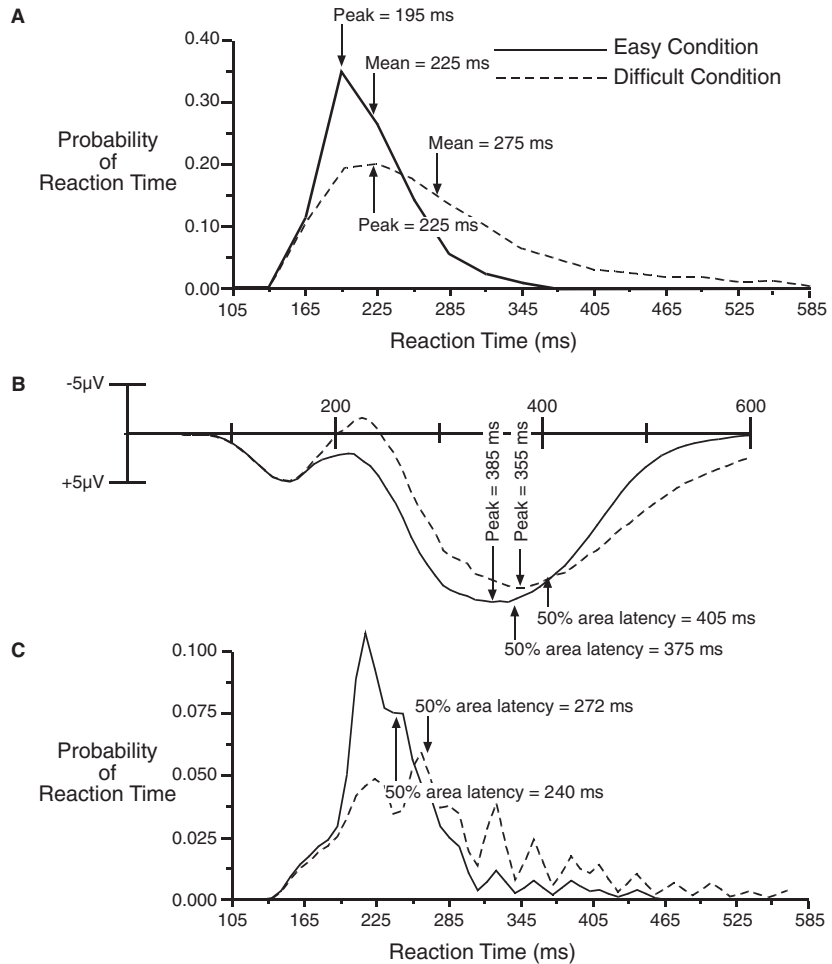 A
Peak = 195 ms
0.40
Easy Condition
Mean = 225 ms
Difficult Condition
0.30
Probability
of
Reaction Time
Mean = 275 ms
0.20
0.10
Peak = 225 ms
0.00
105 165 225 285 345 405 465 525 585
Reaction Time (ms)
B
-5µV
200 400 600
+5µV
Peak = 385 ms
Peak = 355 ms
50% area latency = 405 ms
50% area latency = 375 ms
C
0.100
50% area latency = 272 ms
0.075
Probability
of
Reaction Time
0.050
50% area latency = 240 ms
0.025
0.000
105 165 225 285 345 405 465 525 585
Reaction Time (ms)